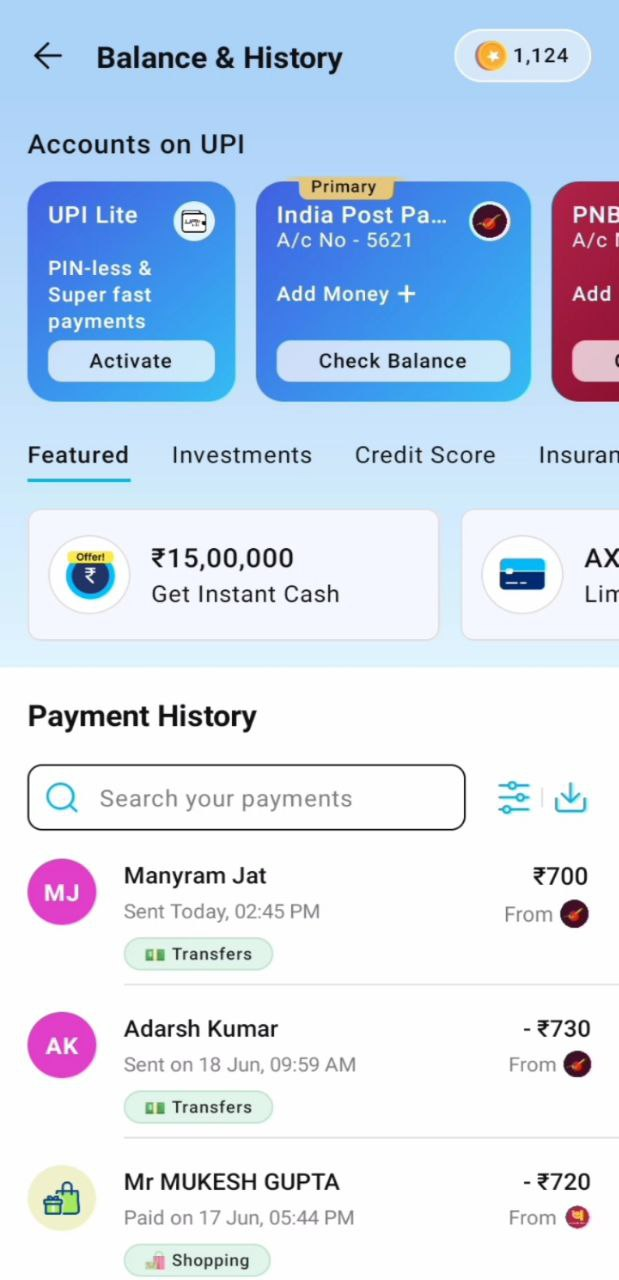 Balance & History
1,124
Accounts on UPI
UPI Lite
PIN-less &
Super fast
payments
Activate
Primary
India Post Pa...
A/c No - 5621
Add Money +
Check Balance
PNB
A/c
Add
Featured
Investments
Credit Score
Insuran
Offer!
₹
₹15,00,000
Get Instant Cash
AX
Lim
Payment History
Search your payments
MJ
Manyram Jat
₹700
Sent Today, 02:45 PM
From
Transfers
AK
Adarsh Kumar
- ₹730
Sent on 18 Jun, 09:59 AM
From
Transfers
Mr MUKESH GUPTA
- ₹720
Paid on 17 Jun, 05:44 PM
From
Shopping